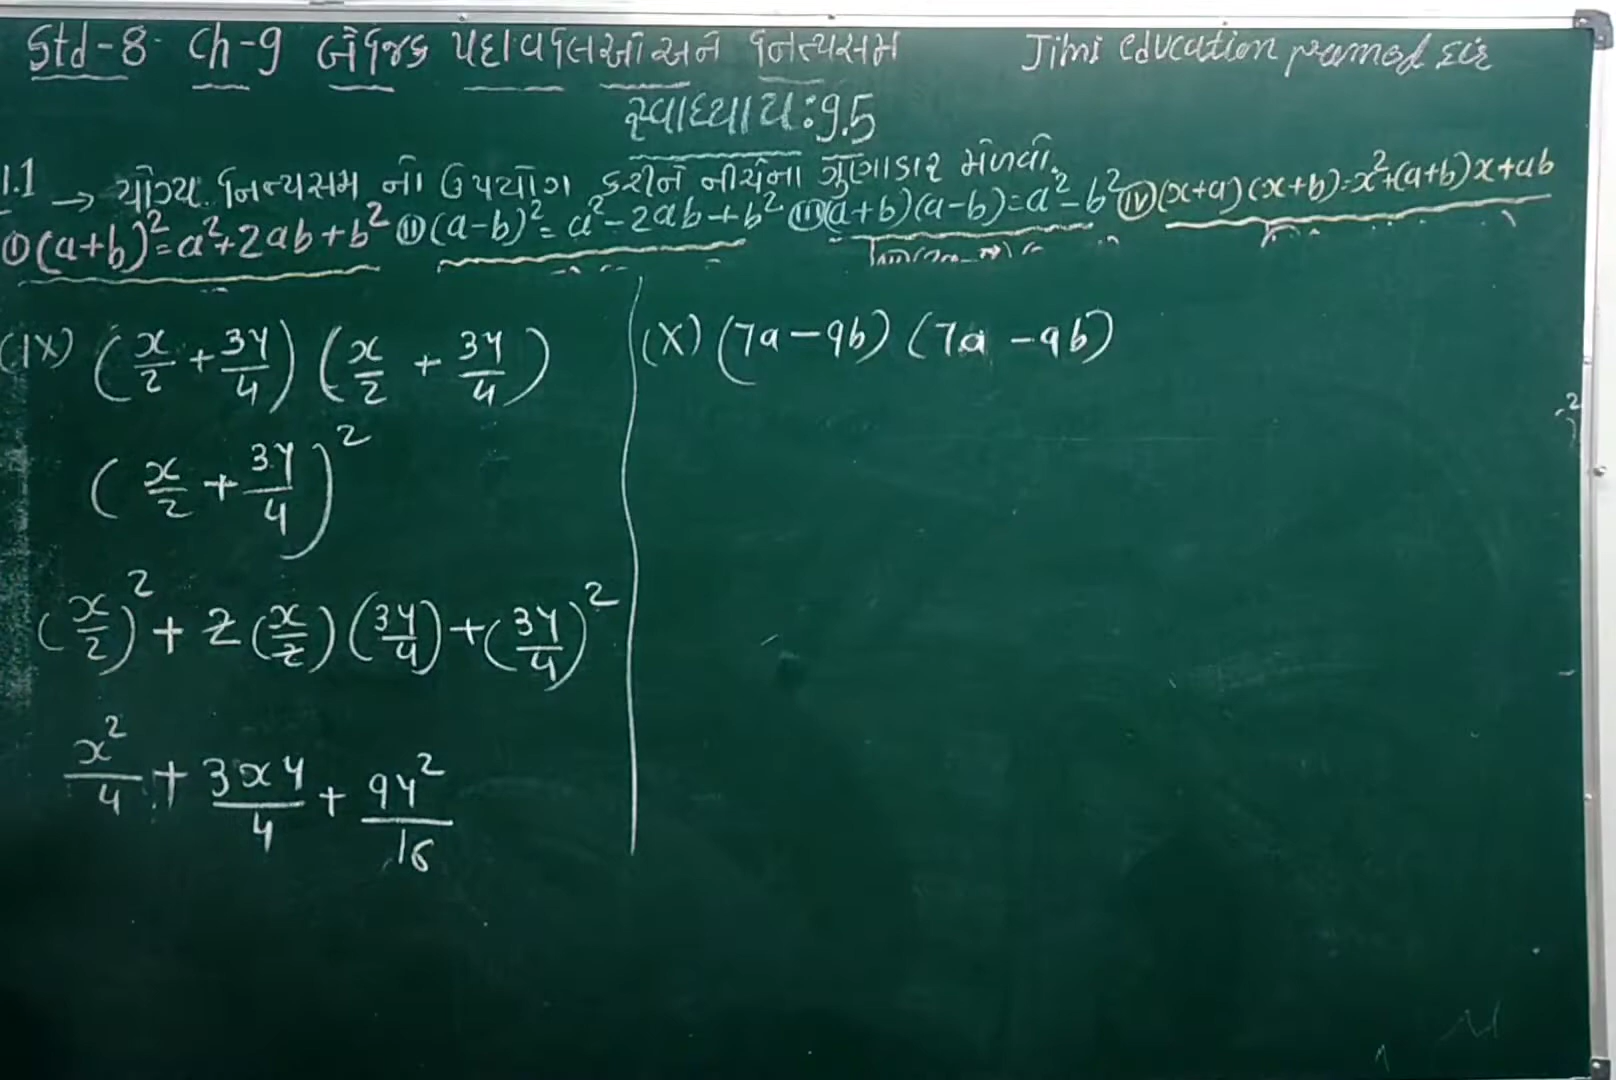 Std-8 Ch-9 બૈજિક પદાવલિઓ અને નિત્યસમ Jimi education pramod sir
સ્વાધ્યાય:9.5
1.1 → યોગ્ય નિત્યસમ નો ઉપયોગ કરીને નીચેના ગુણાકાર મેળવો.
(i) (a+b)²=a²+2ab+b² (ii) (a-b)²=a²-2ab+b² (iii) (a+b)(a-b)=a²-b² (iv) (x+a)(x+b)=x²+(a+b)x+ab
(IX) (x/2 + 3y/4) (x/2 + 3y/4)
(x/2 + 3y/4)²
(x/2)² + 2(x/2)(3y/4) + (3y/4)²
x²/4 + 3xy/4 + 9y²/16
(X) (7a-9b) (7a-9b)